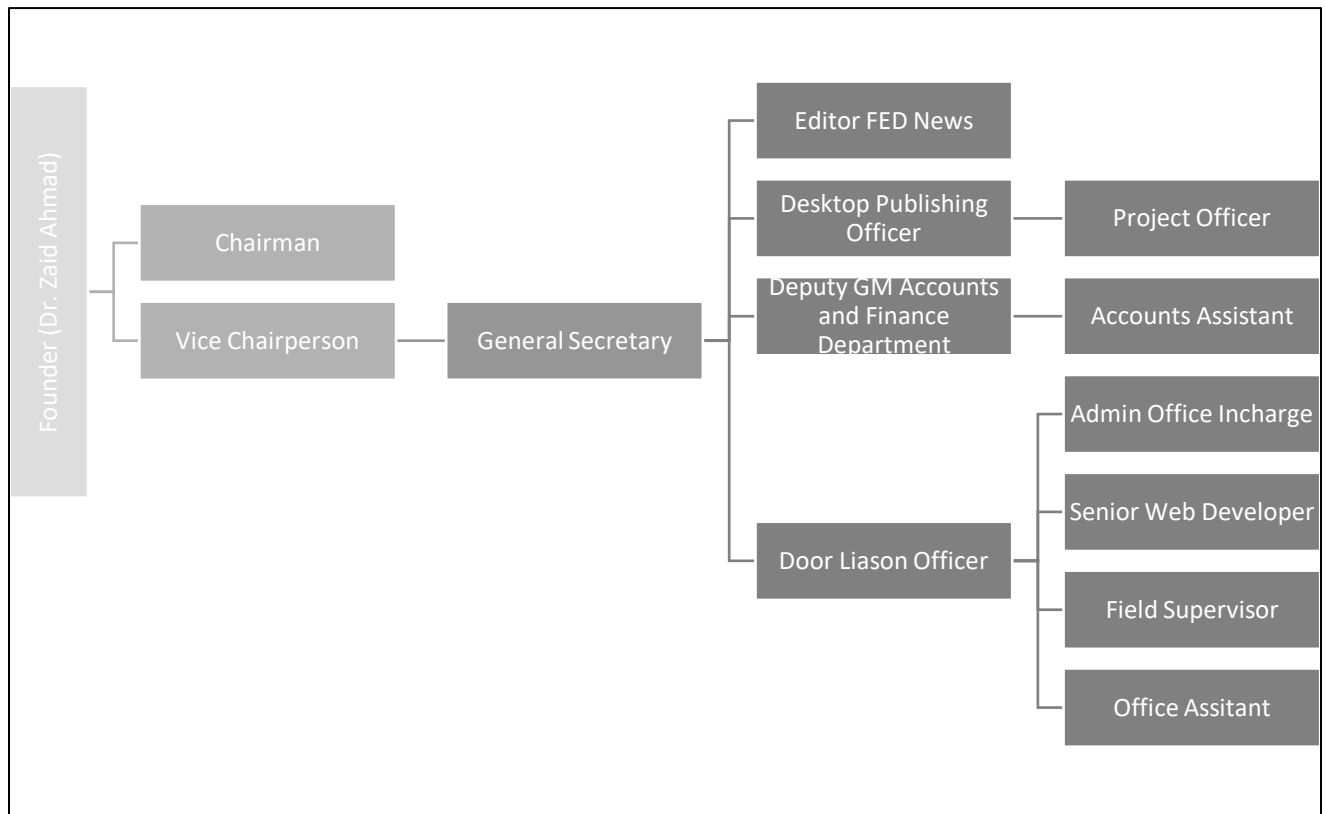 Founder (Dr. Zaid Ahmad)
Chairman
Vice Chairperson
General Secretary
Editor FED News
Desktop Publishing
Officer
Deputy GM Accounts
and Finance
Department
Door Liason Officer
Project Officer
Accounts Assistant
Admin Office Incharge
Senior Web Developer
Field Supervisor
Office Assitant